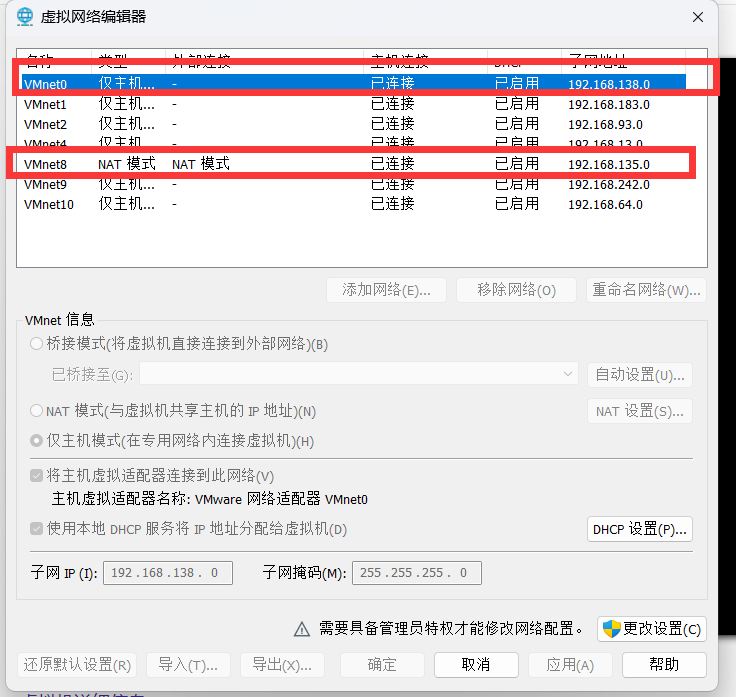 虚拟网络编辑器
名称 类型 外部连接 主机连接 DHCP 子网地址
VMnet0 仅主机... - 已连接 已启用 192.168.138.0
VMnet1 仅主机... - 已连接 已启用 192.168.183.0
VMnet2 仅主机... - 已连接 已启用 192.168.93.0
VMnet4 仅主机... - 已连接 已启用 192.168.13.0
VMnet8 NAT 模式 NAT 模式 已连接 已启用 192.168.135.0
VMnet9 仅主机... - 已连接 已启用 192.168.242.0
VMnet10 仅主机... - 已连接 已启用 192.168.64.0
添加网络(E)... 移除网络(O) 重命名网络(W)...
VMnet 信息
桥接模式(将虚拟机直接连接到外部网络)(B)
已桥接至(G): 自动设置(U)...
NAT 模式(与虚拟机共享主机的 IP 地址)(N) NAT 设置(S)...
仅主机模式(在专用网络内连接虚拟机)(H)
将主机虚拟适配器连接到此网络(V)
主机虚拟适配器名称: VMware 网络适配器 VMnet0
使用本地 DHCP 服务将 IP 地址分配给虚拟机(D) DHCP 设置(P)...
子网 IP (I): 192.168.138. 0 子网掩码(M): 255.255.255. 0
需要具备管理员特权才能修改网络配置。 更改设置(C)
还原默认设置(R) 导入(T)... 导出(X)... 确定 取消 应用(A) 帮助